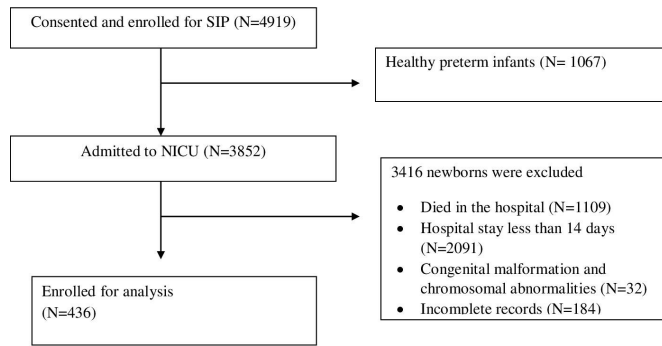 Consented and enrolled for SIP (N=4919)
Healthy preterm infants (N= 1067)
Admitted to NICU (N=3852)
3416 newborns were excluded
• Died in the hospital (N=1109)
• Hospital stay less than 14 days
(N=2091)
• Congenital malformation and
chromosomal abnormalities (N=32)
• Incomplete records (N=184)
Enrolled for analysis
(N=436)